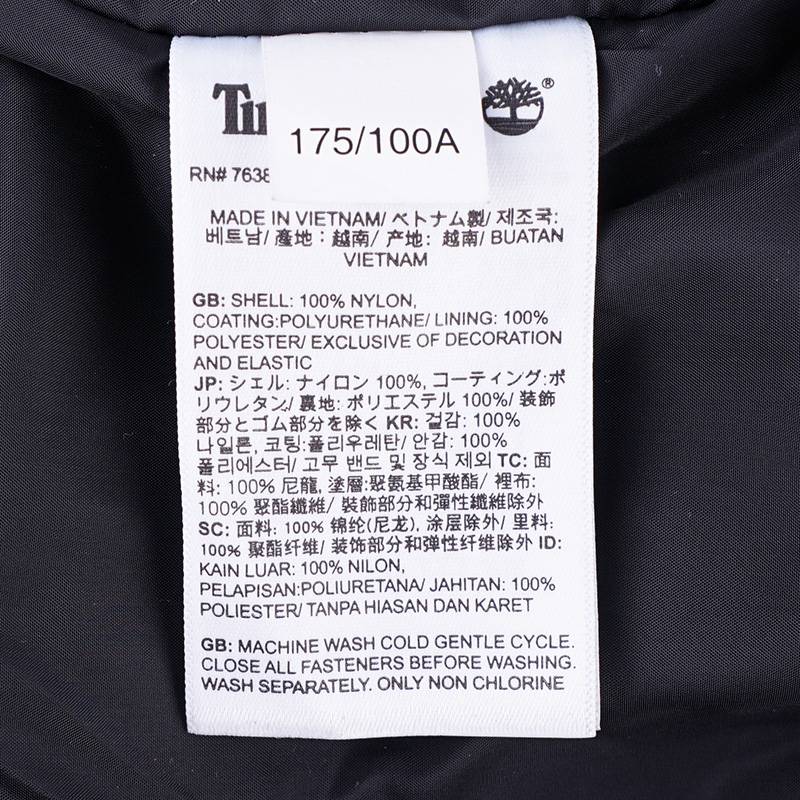 175/100A
RN# 7638
MADE IN VIETNAM/ ベトナム製/ 제조국:
베트남/ 產地：越南/ 产地: 越南/ BUATAN
VIETNAM
GB: SHELL: 100% NYLON,
COATING:POLYURETHANE/ LINING: 100%
POLYESTER/ EXCLUSIVE OF DECORATION
AND ELASTIC
JP: シェル: ナイロン 100%, コーティング:ポ
リウレタン/ 裏地: ポリエステル 100%/ 装飾
部分とゴム部分を除く KR: 겉감: 100%
나일론, 코팅:폴리우레탄/ 안감: 100%
폴리에스터/ 고무 밴드 및 장식 제외 TC: 面
料: 100% 尼龍, 塗層:聚氨基甲酸酯/ 裡布:
100% 聚酯纖維/ 裝飾部分和彈性纖維除外
SC: 面料: 100% 锦纶(尼龙), 涂层除外/ 里料:
100% 聚酯纤维/ 装饰部分和弹性纤维除外 ID:
KAIN LUAR: 100% NILON,
PELAPISAN:POLIURETANA/ JAHITAN: 100%
POLIESTER/ TANPA HIASAN DAN KARET
GB: MACHINE WASH COLD GENTLE CYCLE.
CLOSE ALL FASTENERS BEFORE WASHING.
WASH SEPARATELY. ONLY NON CHLORINE